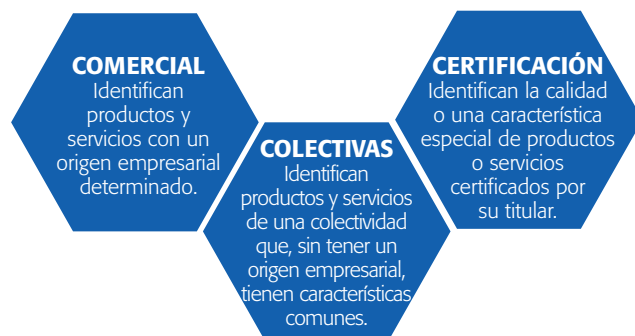 COMERCIAL
Identifican
productos y
servicios con un
origen empresarial
determinado.
COLECTIVAS
Identifican
productos y servicios
de una colectividad
que, sin tener un
origen empresarial,
tienen características
comunes.
CERTIFICACIÓN
Identifican la calidad
o una característica
especial de productos
o servicios
certificados por
su titular.